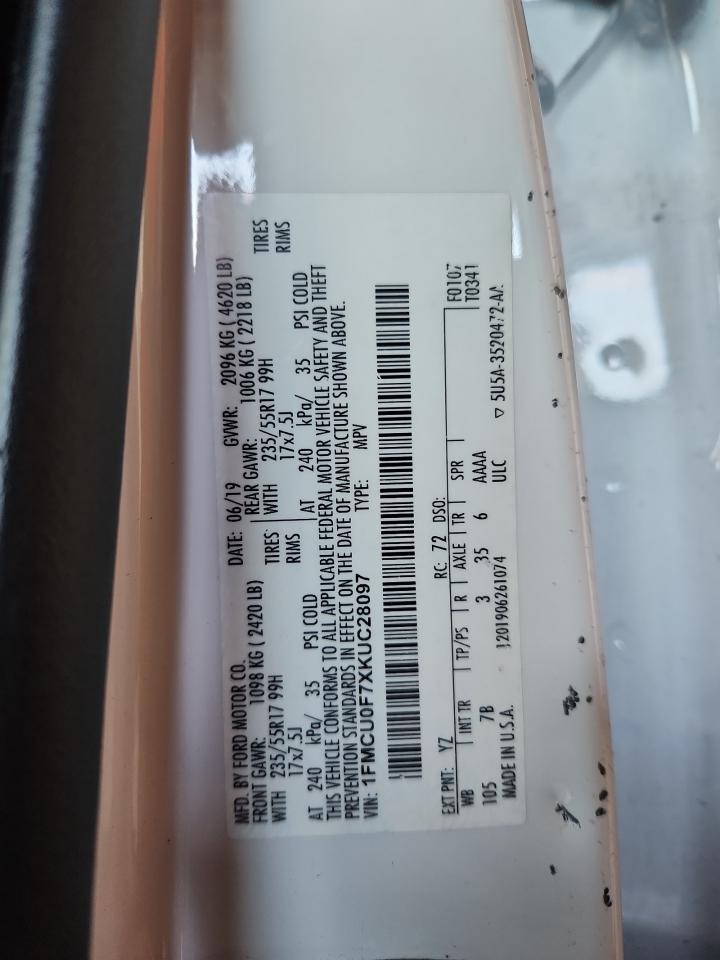 MFD. BY FORD MOTOR CO. DATE: 06/19 GVWR: 2096 KG ( 4620 LB)
FRONT GAWR: 1098 KG ( 2420 LB) REAR GAWR: 1006 KG ( 2218 LB)
WITH 235/55R17 99H TIRES WITH 235/55R17 99H TIRES
17x7.5J RIMS 17x7.5J RIMS
AT 240 kPa/ 35 PSI COLD AT 240 kPa/ 35 PSI COLD
THIS VEHICLE CONFORMS TO ALL APPLICABLE FEDERAL MOTOR VEHICLE SAFETY AND THEFT
PREVENTION STANDARDS IN EFFECT ON THE DATE OF MANUFACTURE SHOWN ABOVE.
VIN: 1FMCU0F7XKUC28097 TYPE: MPV
EXT PNT: YZ RC: 72 DSO: F0107
WB INT TR TP/PS R AXLE TR SPR T0341
105 7B 3 35 6 AAAA
MADE IN U.S.A. 1201906261074 ULC ▽ 5U5A-3520472-AA